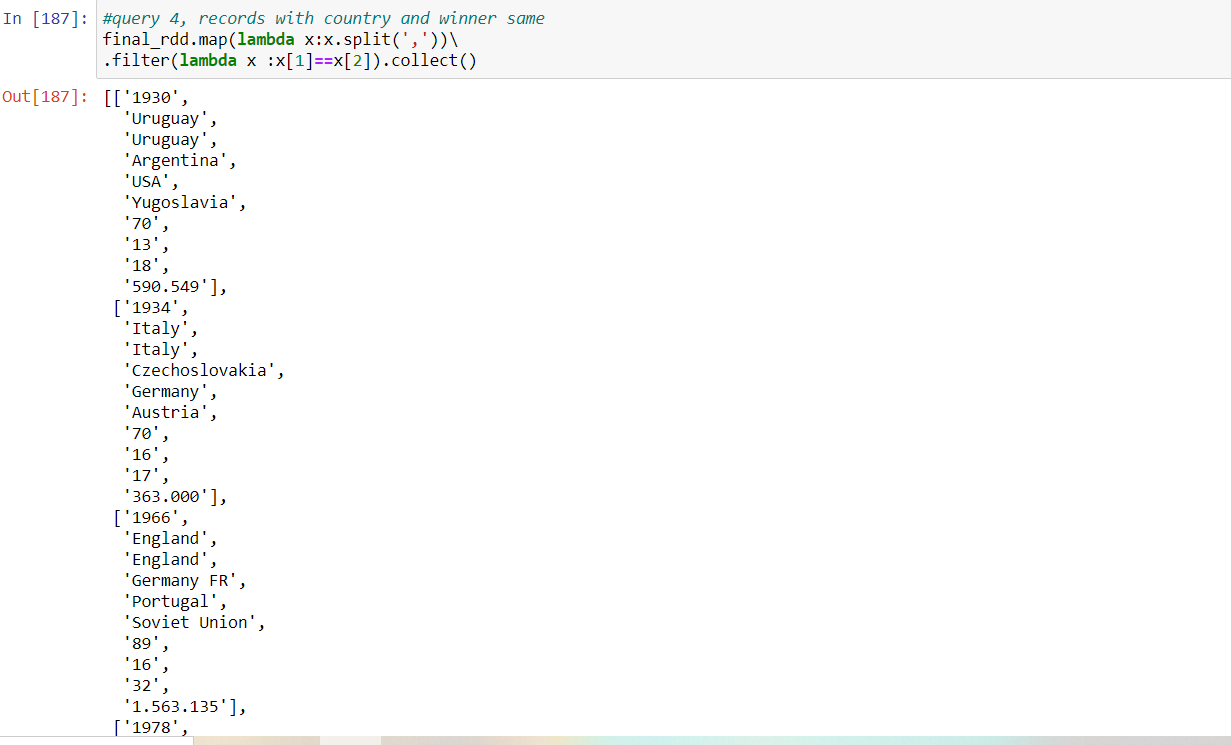 In [187]: #query 4, records with country and winner same
final_rdd.map(lambda x:x.split(','))\
.filter(lambda x :x[1]==x[2]).collect()
Out[187]: [['1930',
'Uruguay',
'Uruguay',
'Argentina',
'USA',
'Yugoslavia',
'70',
'13',
'18',
'590.549'],
['1934',
'Italy',
'Italy',
'Czechoslovakia',
'Germany',
'Austria',
'70',
'16',
'17',
'363.000'],
['1966',
'England',
'England',
'Germany FR',
'Portugal',
'Soviet Union',
'89',
'16',
'32',
'1.563.135'],
['1978',